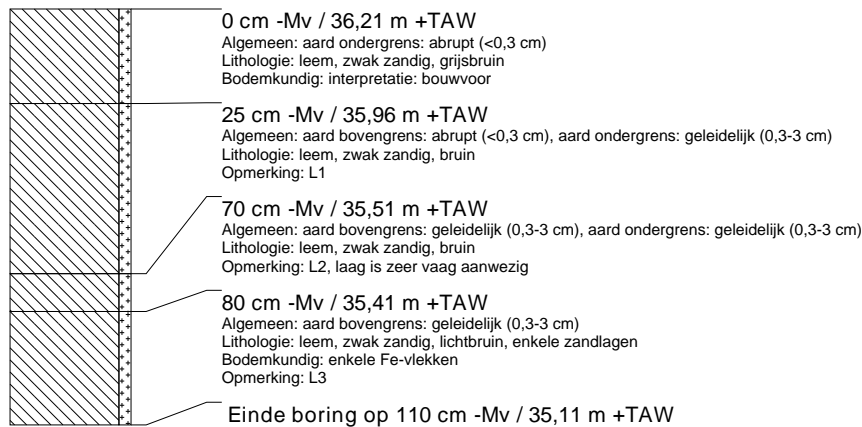 0 cm -Mv / 36,21 m +TAW
Algemeen: aard ondergrens: abrupt (<0,3 cm)
Lithologie: leem, zwak zandig, grijsbruin
Bodemkundig: interpretatie: bouwvoor
25 cm -Mv / 35,96 m +TAW
Algemeen: aard bovengrens: abrupt (<0,3 cm), aard ondergrens: geleidelijk (0,3-3 cm)
Lithologie: leem, zwak zandig, bruin
Opmerking: L1
70 cm -Mv / 35,51 m +TAW
Algemeen: aard bovengrens: geleidelijk (0,3-3 cm), aard ondergrens: geleidelijk (0,3-3 cm)
Lithologie: leem, zwak zandig, bruin
Opmerking: L2, laag is zeer vaag aanwezig
80 cm -Mv / 35,41 m +TAW
Algemeen: aard bovengrens: geleidelijk (0,3-3 cm)
Lithologie: leem, zwak zandig, lichtbruin, enkele zandlagen
Bodemkundig: enkele Fe-vlekken
Opmerking: L3
Einde boring op 110 cm -Mv / 35,11 m +TAW